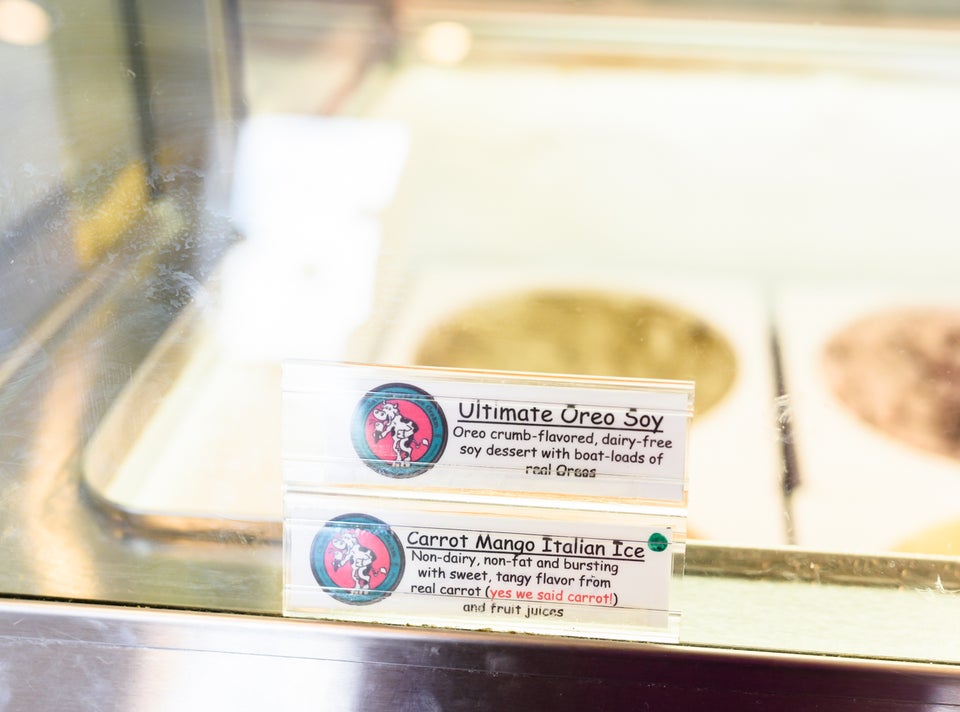 Ultimate Oreo Soy
Oreo crumb-flavored, dairy-free
soy dessert with boat-loads of
real Oreos
Carrot Mango Italian Ice
Non-dairy, non-fat and bursting
with sweet, tangy flavor from
real carrot (yes we said carrot!)
and fruit juices